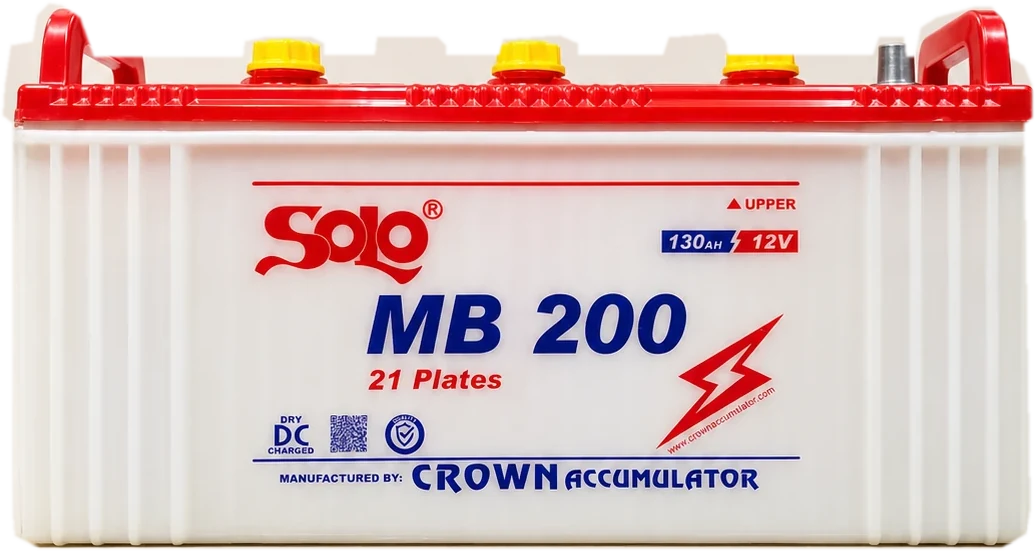 SOLO®
▲ UPPER
130AH 12V
MB 200
21 Plates
DRY
DC
CHARGED
www.crownaccumulator.com
MANUFACTURED BY: CROWN ACCUMULATOR